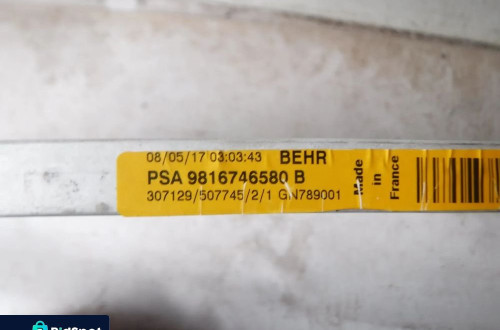 08/05/17 03:03:43 BEHR
PSA 9816746580 B
307129/507745/2/1 GN789001
Made
in
France